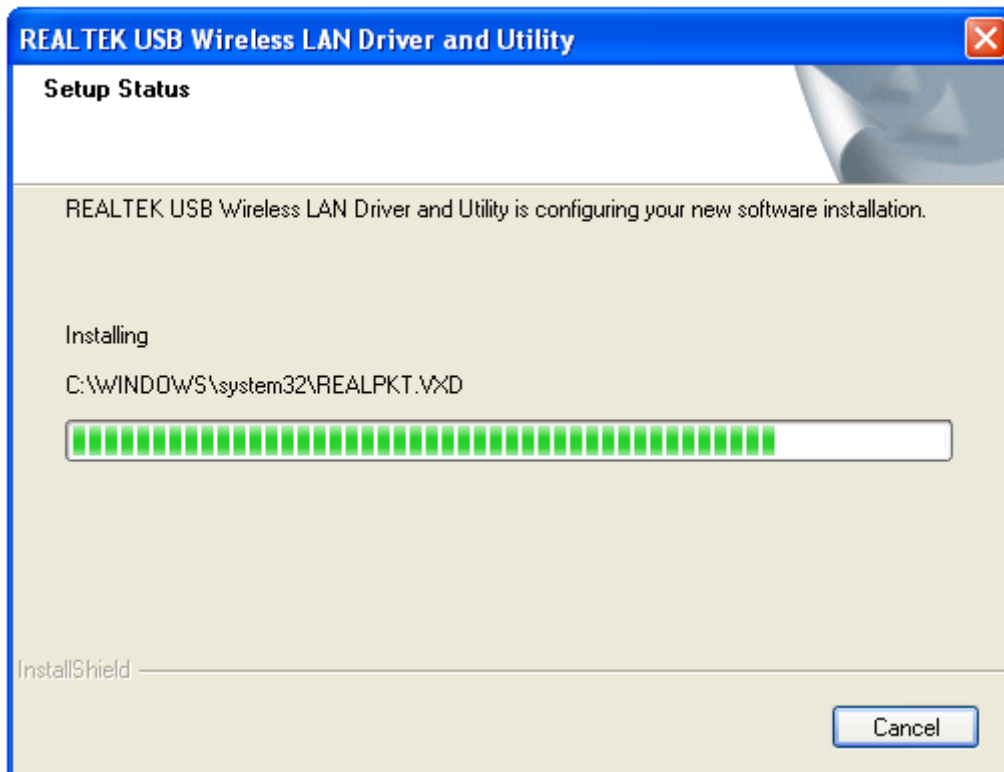 REALTEK USB Wireless LAN Driver and Utility
Setup Status
REALTEK USB Wireless LAN Driver and Utility is configuring your new software installation.
Installing
C:\WINDOWS\system32\REALPKT.VXD
InstallShield
Cancel